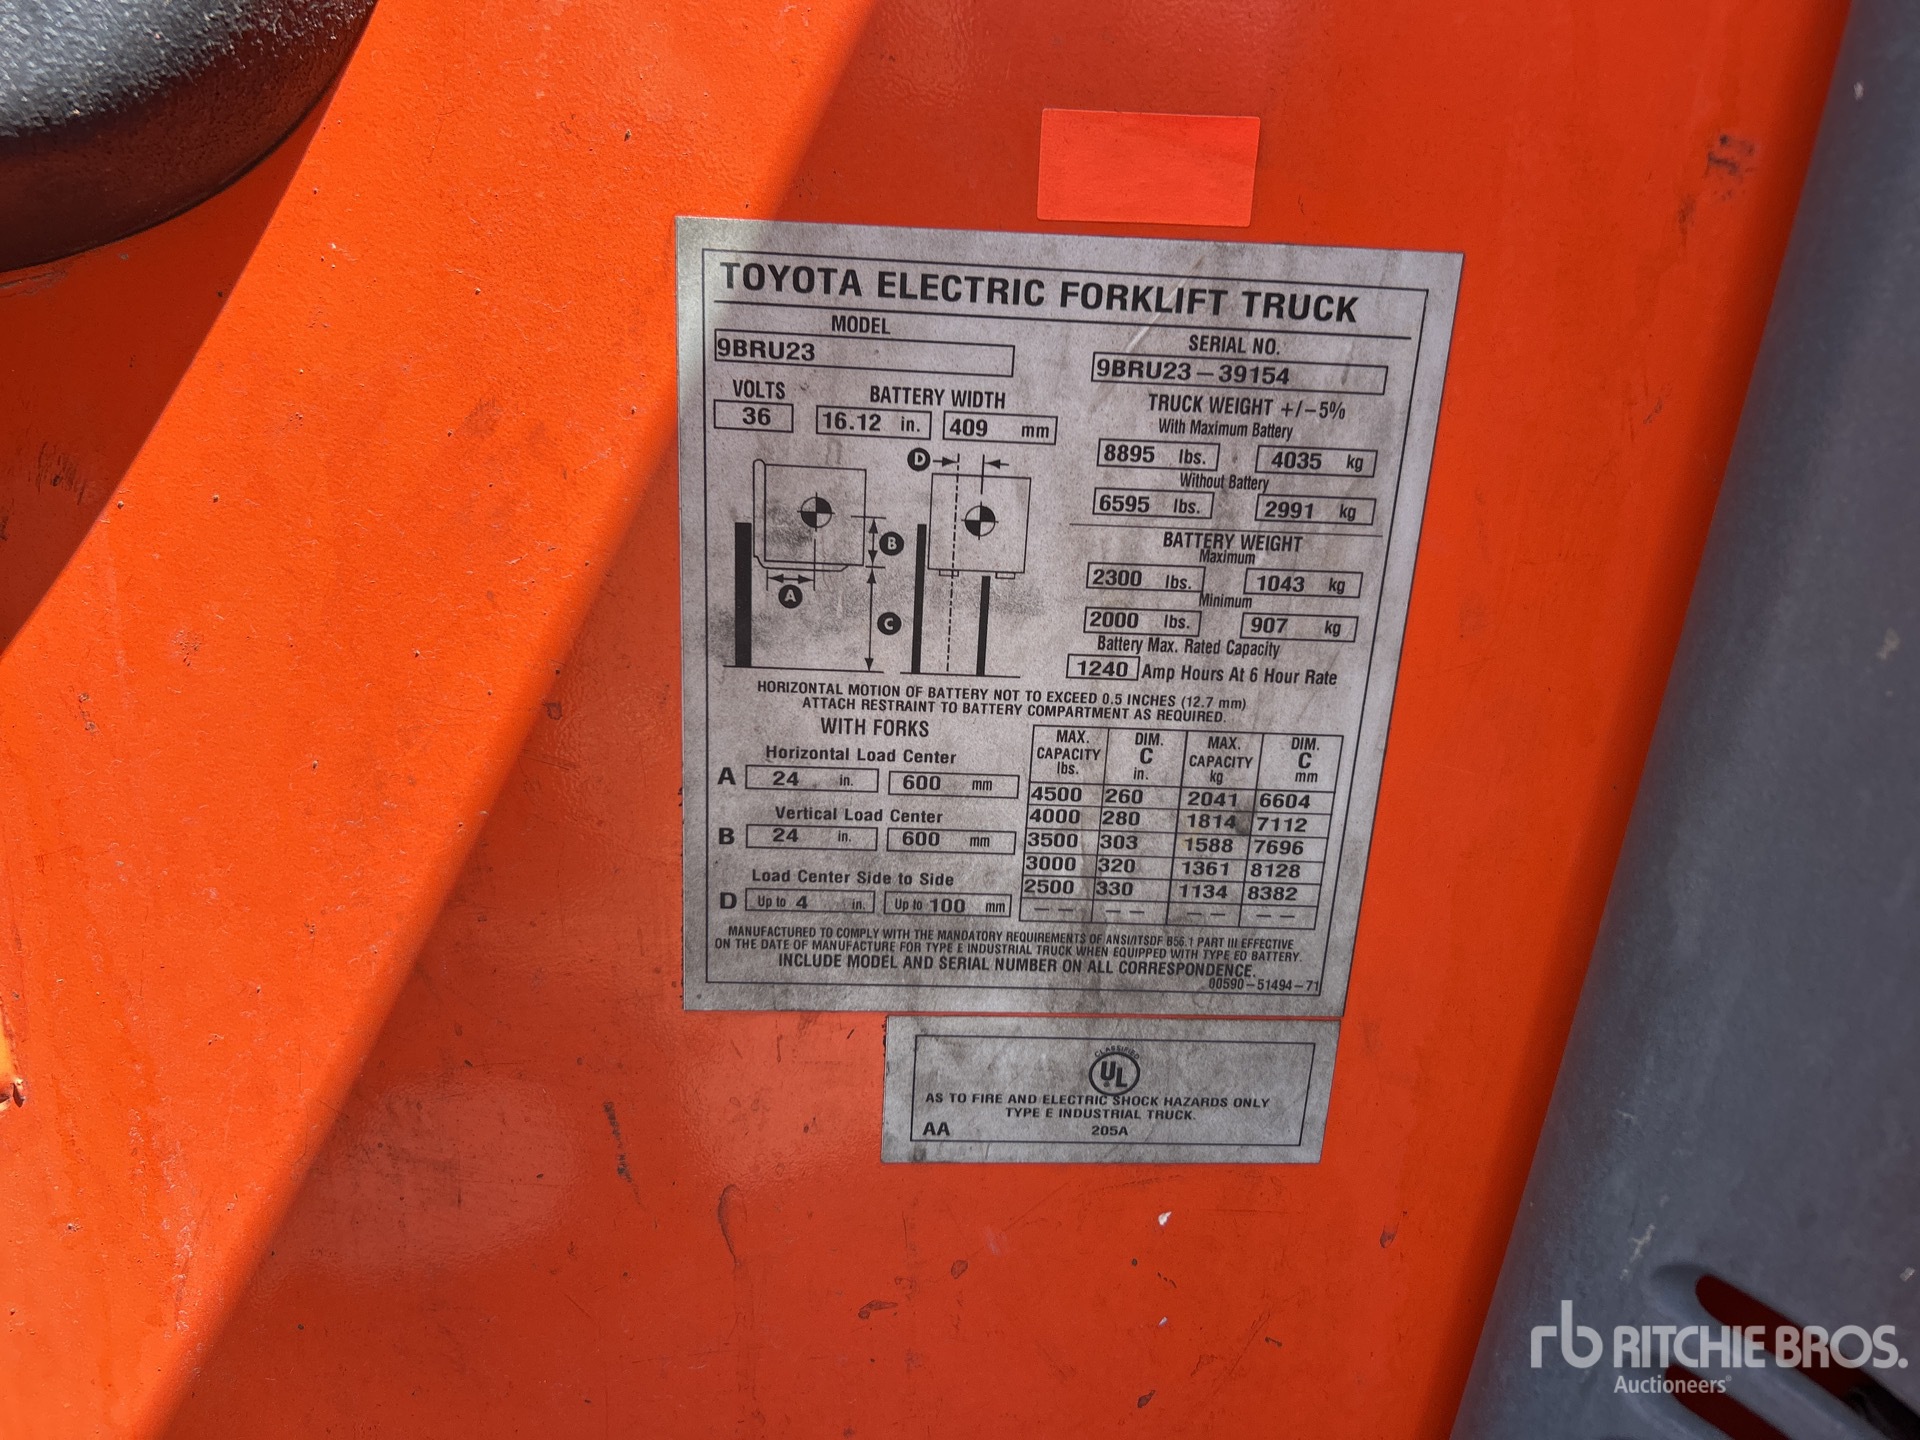 TOYOTA ELECTRIC FORKLIFT TRUCK
MODEL
9BRU23
SERIAL NO.
9BRU23-39154
VOLTS
36
BATTERY WIDTH
16.12 in. 409 mm
TRUCK WEIGHT +/-5%
With Maximum Battery
8895 lbs. 4035 kg
Without Battery
6595 lbs. 2991 kg
BATTERY WEIGHT
Maximum
2300 lbs. 1043 kg
Minimum
2000 lbs. 907 kg
Battery Max. Rated Capacity
1240 Amp Hours At 6 Hour Rate
D
B
A
C
HORIZONTAL MOTION OF BATTERY NOT TO EXCEED 0.5 INCHES (12.7 mm)
ATTACH RESTRAINT TO BATTERY COMPARTMENT AS REQUIRED.
WITH FORKS
Horizontal Load Center
A 24 in. 600 mm
Vertical Load Center
B 24 in. 600 mm
Load Center Side to Side
D Up to 4 in. Up to 100 mm
MAX. CAPACITY lbs. DIM. C in. MAX. CAPACITY kg DIM. C mm
4500 260 2041 6604
4000 280 1814 7112
3500 303 1588 7696
3000 320 1361 8128
2500 330 1134 8382
-- -- -- --
MANUFACTURED TO COMPLY WITH THE MANDATORY REQUIREMENTS OF ANSI/ITSDF B56.1 PART III EFFECTIVE
ON THE DATE OF MANUFACTURE FOR TYPE E INDUSTRIAL TRUCK WHEN EQUIPPED WITH TYPE EO BATTERY.
INCLUDE MODEL AND SERIAL NUMBER ON ALL CORRESPONDENCE.
00590-51494-71
CLASSIFIED
UL
AS TO FIRE AND ELECTRIC SHOCK HAZARDS ONLY
TYPE E INDUSTRIAL TRUCK.
AA 205A
rb RITCHIE BROS.
Auctioneers